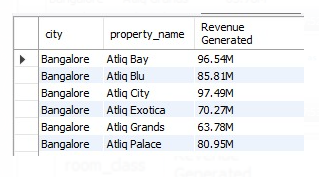 city property_name Revenue Generated
Bangalore Atliq Bay 96.54M
Bangalore Atliq Blu 85.81M
Bangalore Atliq City 97.49M
Bangalore Atliq Exotica 70.27M
Bangalore Atliq Grands 63.78M
Bangalore Atliq Palace 80.95M